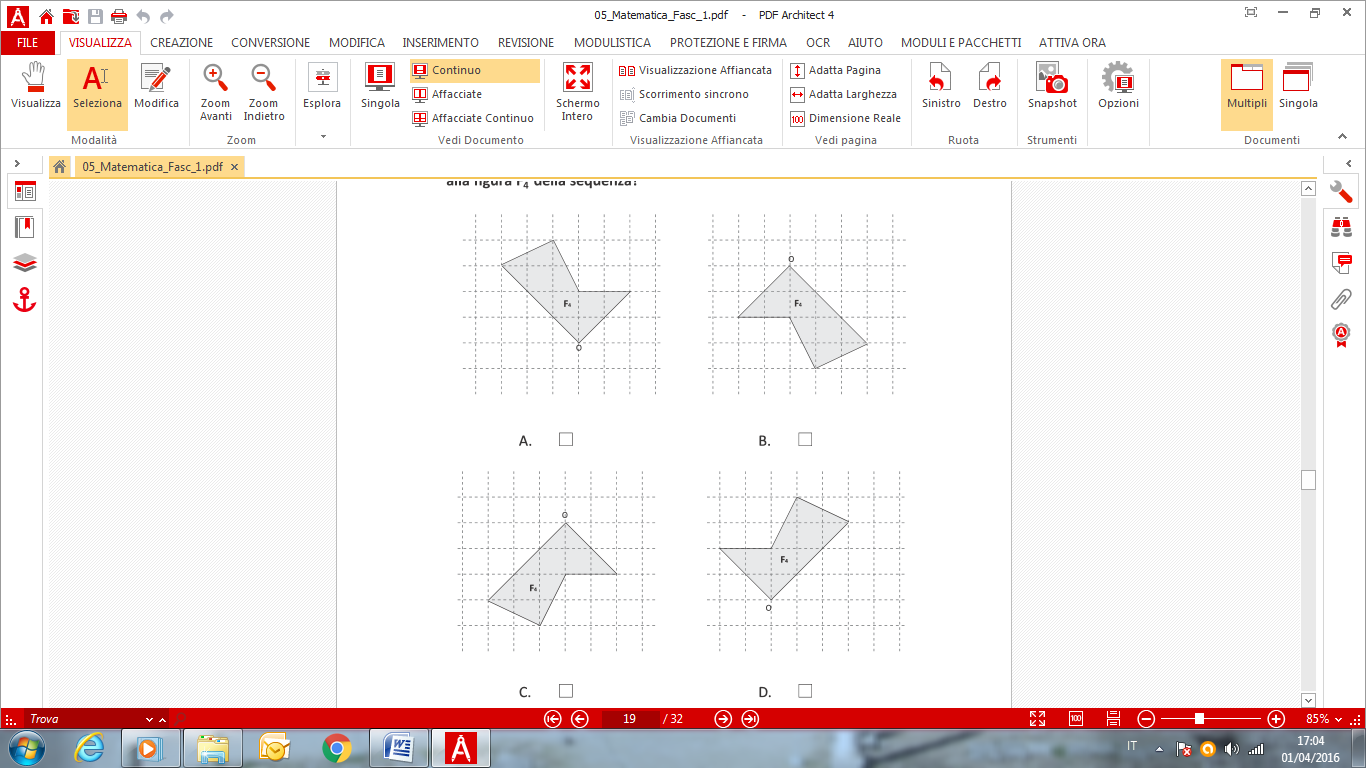 05_Matematica_Fasc_1.pdf - PDF Architect 4
FILE VISUALIZZA CREAZIONE CONVERSIONE MODIFICA INSERIMENTO REVISIONE MODULISTICA PROTEZIONE E FIRMA OCR AIUTO MODULI E PACCHETTI ATTIVA ORA
Visualizza Seleziona Modifica
Modalità
Zoom Avanti Zoom Indietro
Zoom
Esplora
Singola
Continuo
Affacciate
Affacciate Continuo
Vedi Documento
Schermo Intero
Visualizzazione Affiancata
Scorrimento sincrono
Cambia Documenti
Visualizzazione Affiancata
Adatta Pagina
Adatta Larghezza
100 Dimensione Reale
Vedi pagina
Sinistro Destro
Ruota
Snapshot
Strumenti
Opzioni
Multipli Singola
Documenti
05_Matematica_Fasc_1.pdf
alla figura F4 della sequenza?
F4
O
O
F4
A. B.
O
F4
F4
O
C. D.
Trova 19 / 32 100 85%
IT 17:04
01/04/2016